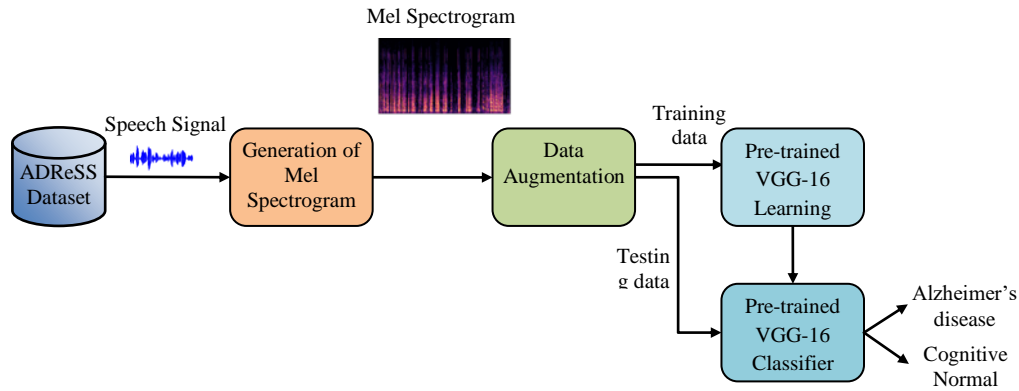 Mel Spectrogram
Speech Signal
ADReSS
Dataset
Generation of
Mel
Spectrogram
Data
Augmentation
Training
data
Pre-trained
VGG-16
Learning
Testin
g data
Pre-trained
VGG-16
Classifier
Alzheimer’s
disease
Cognitive
Normal